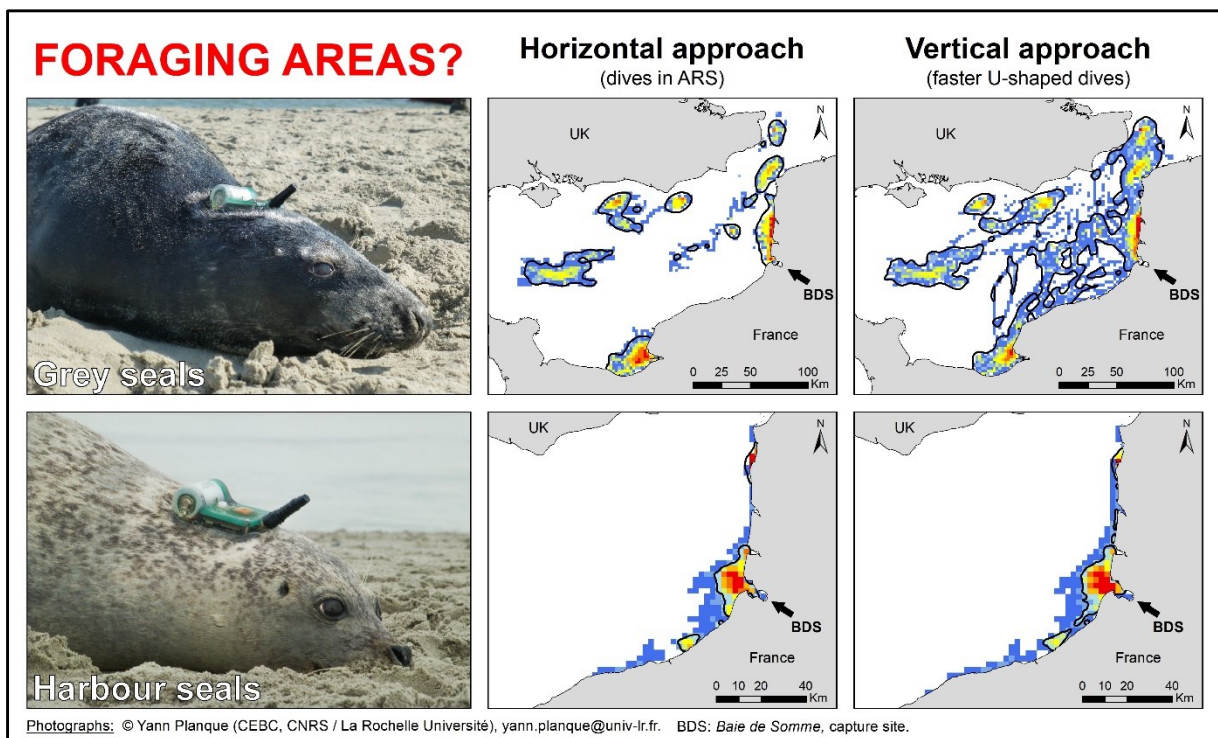 FORAGING AREAS?
Horizontal approach
(dives in ARS)
Vertical approach
(faster U-shaped dives)
Grey seals
UK
N
BDS
France
0 25 50 100
Km
UK
N
BDS
France
0 25 50 100
Km
Harbour seals
UK
N
BDS
France
0 10 20 40
Km
UK
N
BDS
France
0 10 20 40
Km
Photographs: © Yann Planque (CEBC, CNRS / La Rochelle Université), yann.planque@univ-lr.fr. BDS: Baie de Somme, capture site.